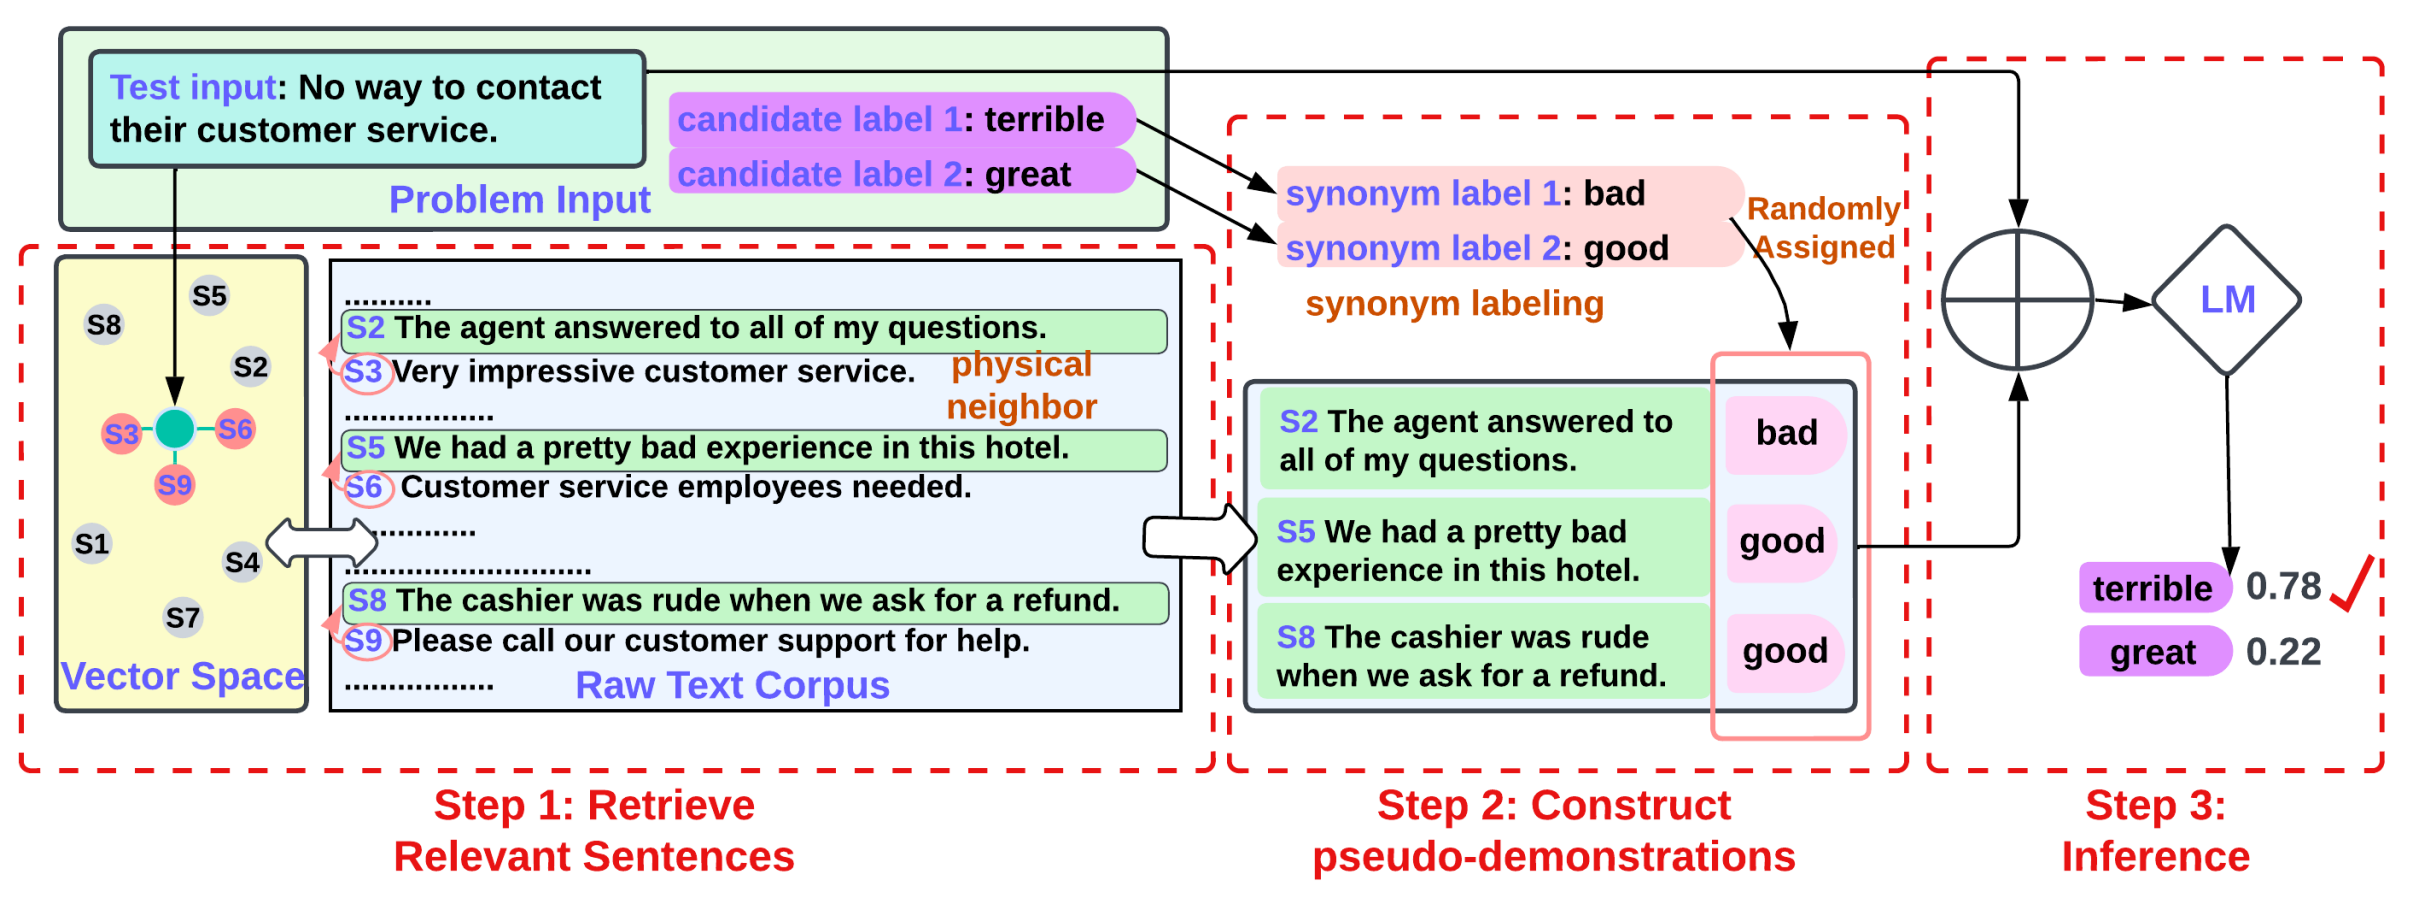 Test input: No way to contact
their customer service.
candidate label 1: terrible
candidate label 2: great
Problem Input
S5
S8
S2
S3
S6
S9
S1
S4
S7
Vector Space
..........
S2 The agent answered to all of my questions.
S3 Very impressive customer service.
physical
neighbor
.................
S5 We had a pretty bad experience in this hotel.
S6 Customer service employees needed.
............
............................
S8 The cashier was rude when we ask for a refund.
S9 Please call our customer support for help.
.................
Raw Text Corpus
Step 1: Retrieve
Relevant Sentences
synonym label 1: bad
synonym label 2: good
Randomly
Assigned
synonym labeling
S2 The agent answered to
all of my questions.
bad
S5 We had a pretty bad
experience in this hotel.
good
S8 The cashier was rude
when we ask for a refund.
good
Step 2: Construct
pseudo-demonstrations
LM
terrible 0.78
great 0.22
Step 3:
Inference